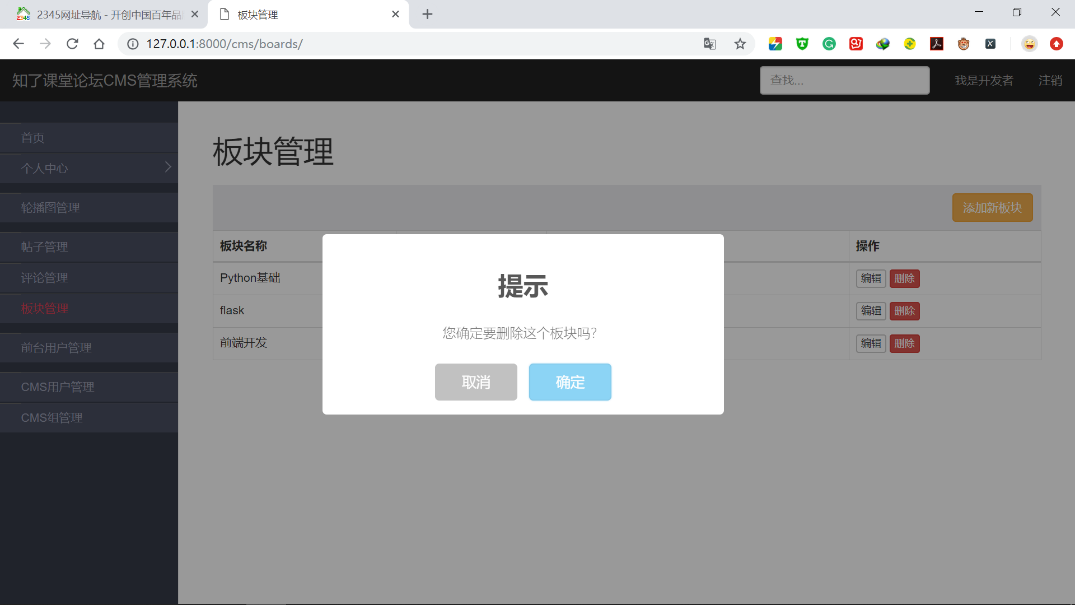 2345网址导航 - 开创中国百年品
板块管理
127.0.0.1:8000/cms/boards/
知了课堂论坛CMS管理系统
查找...
我是开发者
注销
首页
个人中心
轮播图管理
帖子管理
评论管理
板块管理
前台用户管理
CMS用户管理
CMS组管理
板块管理
添加新板块
板块名称
操作
Python基础
编辑 删除
flask
编辑 删除
前端开发
编辑 删除
提示
您确定要删除这个板块吗?
取消
确定